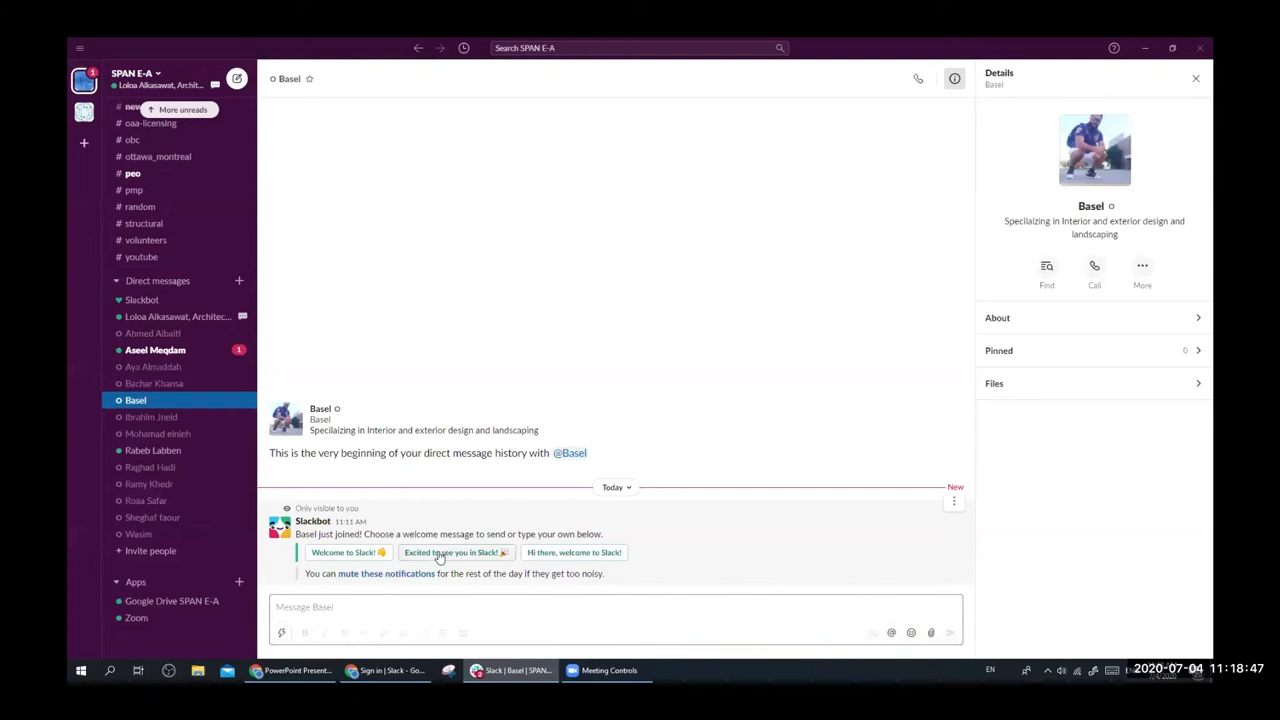 Search SPAN E-A
1
SPAN E-A
Loloa Alkasawat, Archit...
# new
More unreads
# oaa-licensing
# obc
# ottawa_montreal
# peo
# pmp
# random
# structural
# volunteers
# youtube
Direct messages
Slackbot
Loloa Alkasawat, Architec...
Ahmed Albaiti
Aseel Meqdam 1
Aya Almaddah
Bachar Khansa
Basel
Ibrahim Jneid
Mohamad einieh
Rabeb Labben
Raghad Hadi
Ramy Khedr
Roaa Safar
Sheghaf faour
Wasim
+ Invite people
Apps
Google Drive SPAN E-A
Zoom
Basel
Basel
Basel
Specilaizing in Interior and exterior design and landscaping
This is the very beginning of your direct message history with @Basel
Today
New
Only visible to you
Slackbot 11:11 AM
Basel just joined! Choose a welcome message to send or type your own below.
Welcome to Slack! Excited to see you in Slack! Hi there, welcome to Slack!
You can mute these notifications for the rest of the day if they get too noisy.
Message Basel
Details
Basel
Basel
Specilaizing in Interior and exterior design and
landscaping
Find Call More
About
Pinned 0
Files
PowerPoint Present...
Sign in | Slack - Go...
Slack | Basel | SPAN...
Meeting Controls
EN
2020-07-04 11:18:47